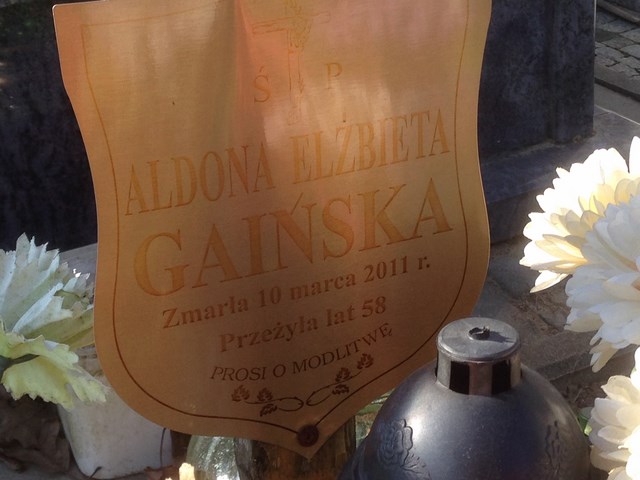 Ś P
ALDONA ELŻBIETA
GAIŃSKA
Zmarła 10 marca 2011 r.
Przeżyła lat 58
PROSI O MODLITWĘ